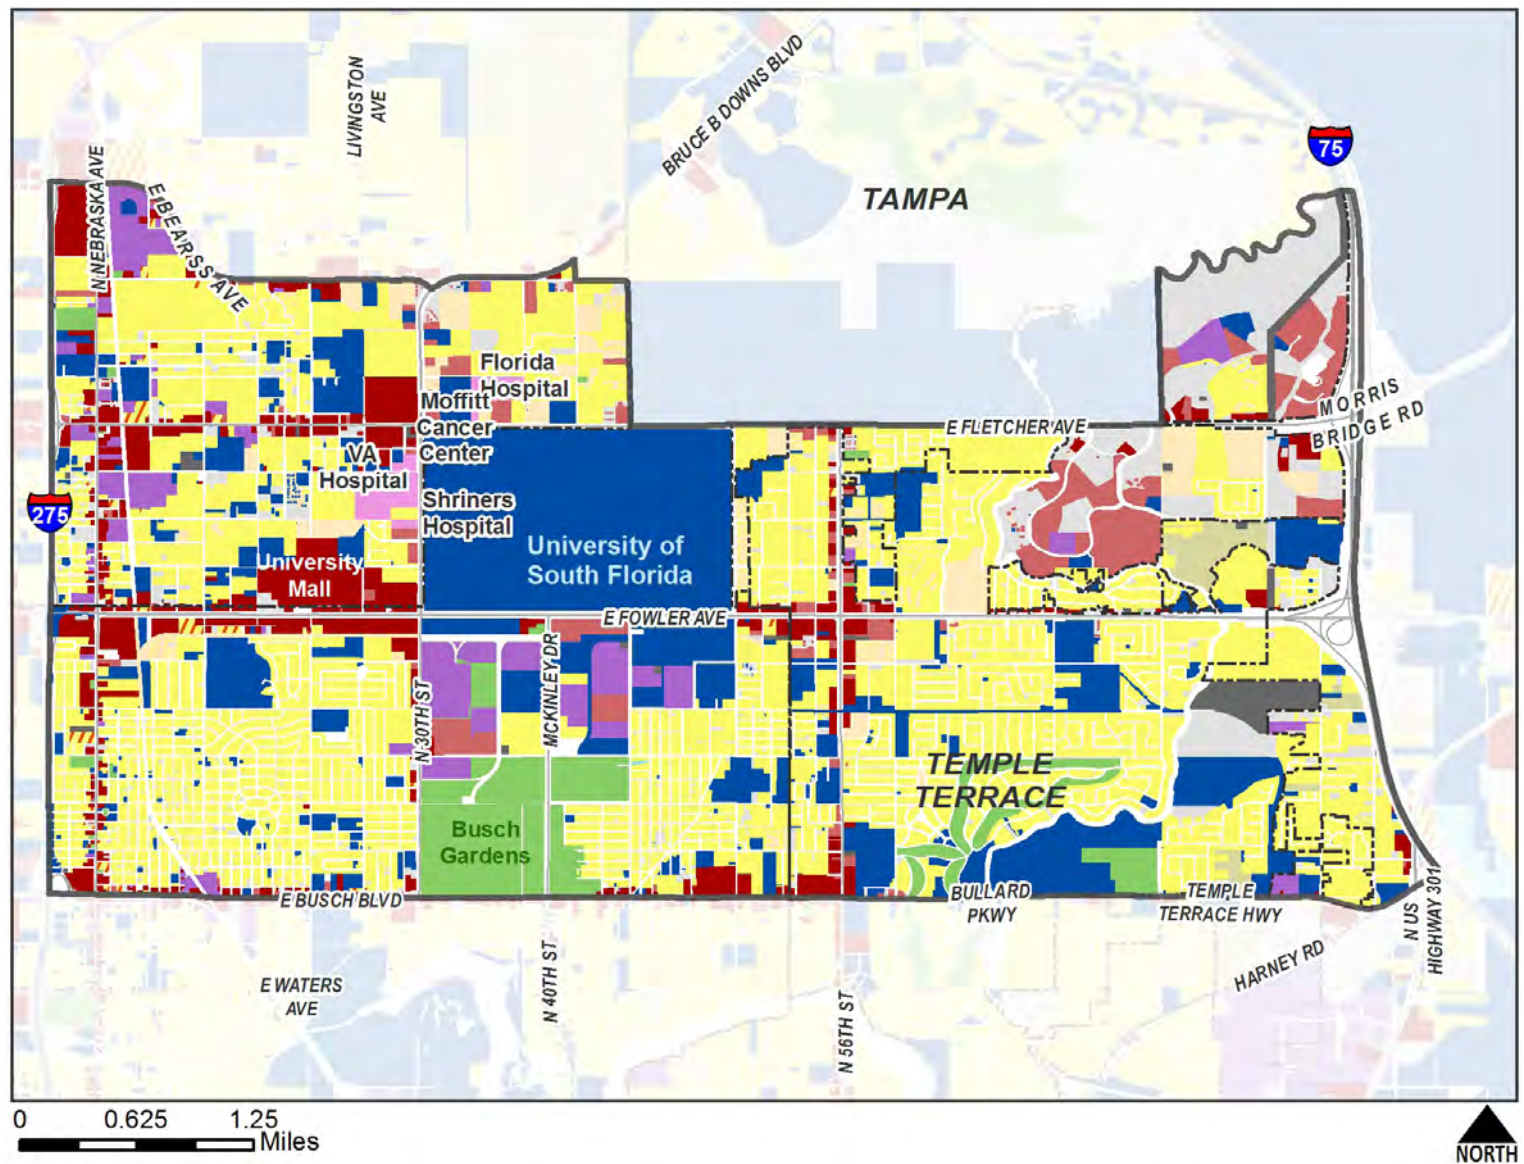 LIVINGSTON
AVE
BRUCE B DOWNS BLVD
75
TAMPA
N NEBRASKA AVE
E BEARSS AVE
Florida
Hospital
Moffitt
Cancer
Center
MORRIS
BRIDGE RD
E FLETCHER AVE
VA
Hospital
Shriners
Hospital
275
University of
South Florida
University
Mall
E FOWLER AVE
MCKINLEY DR
N 30TH ST
TEMPLE
TERRACE
Busch
Gardens
E BUSCH BLVD
BULLARD
PKWY
TEMPLE
TERRACE HWY
N US
HIGHWAY 301
HARNEY RD
E WATERS
AVE
N 40TH ST
N 56TH ST
0 0.625 1.25
Miles
NORTH